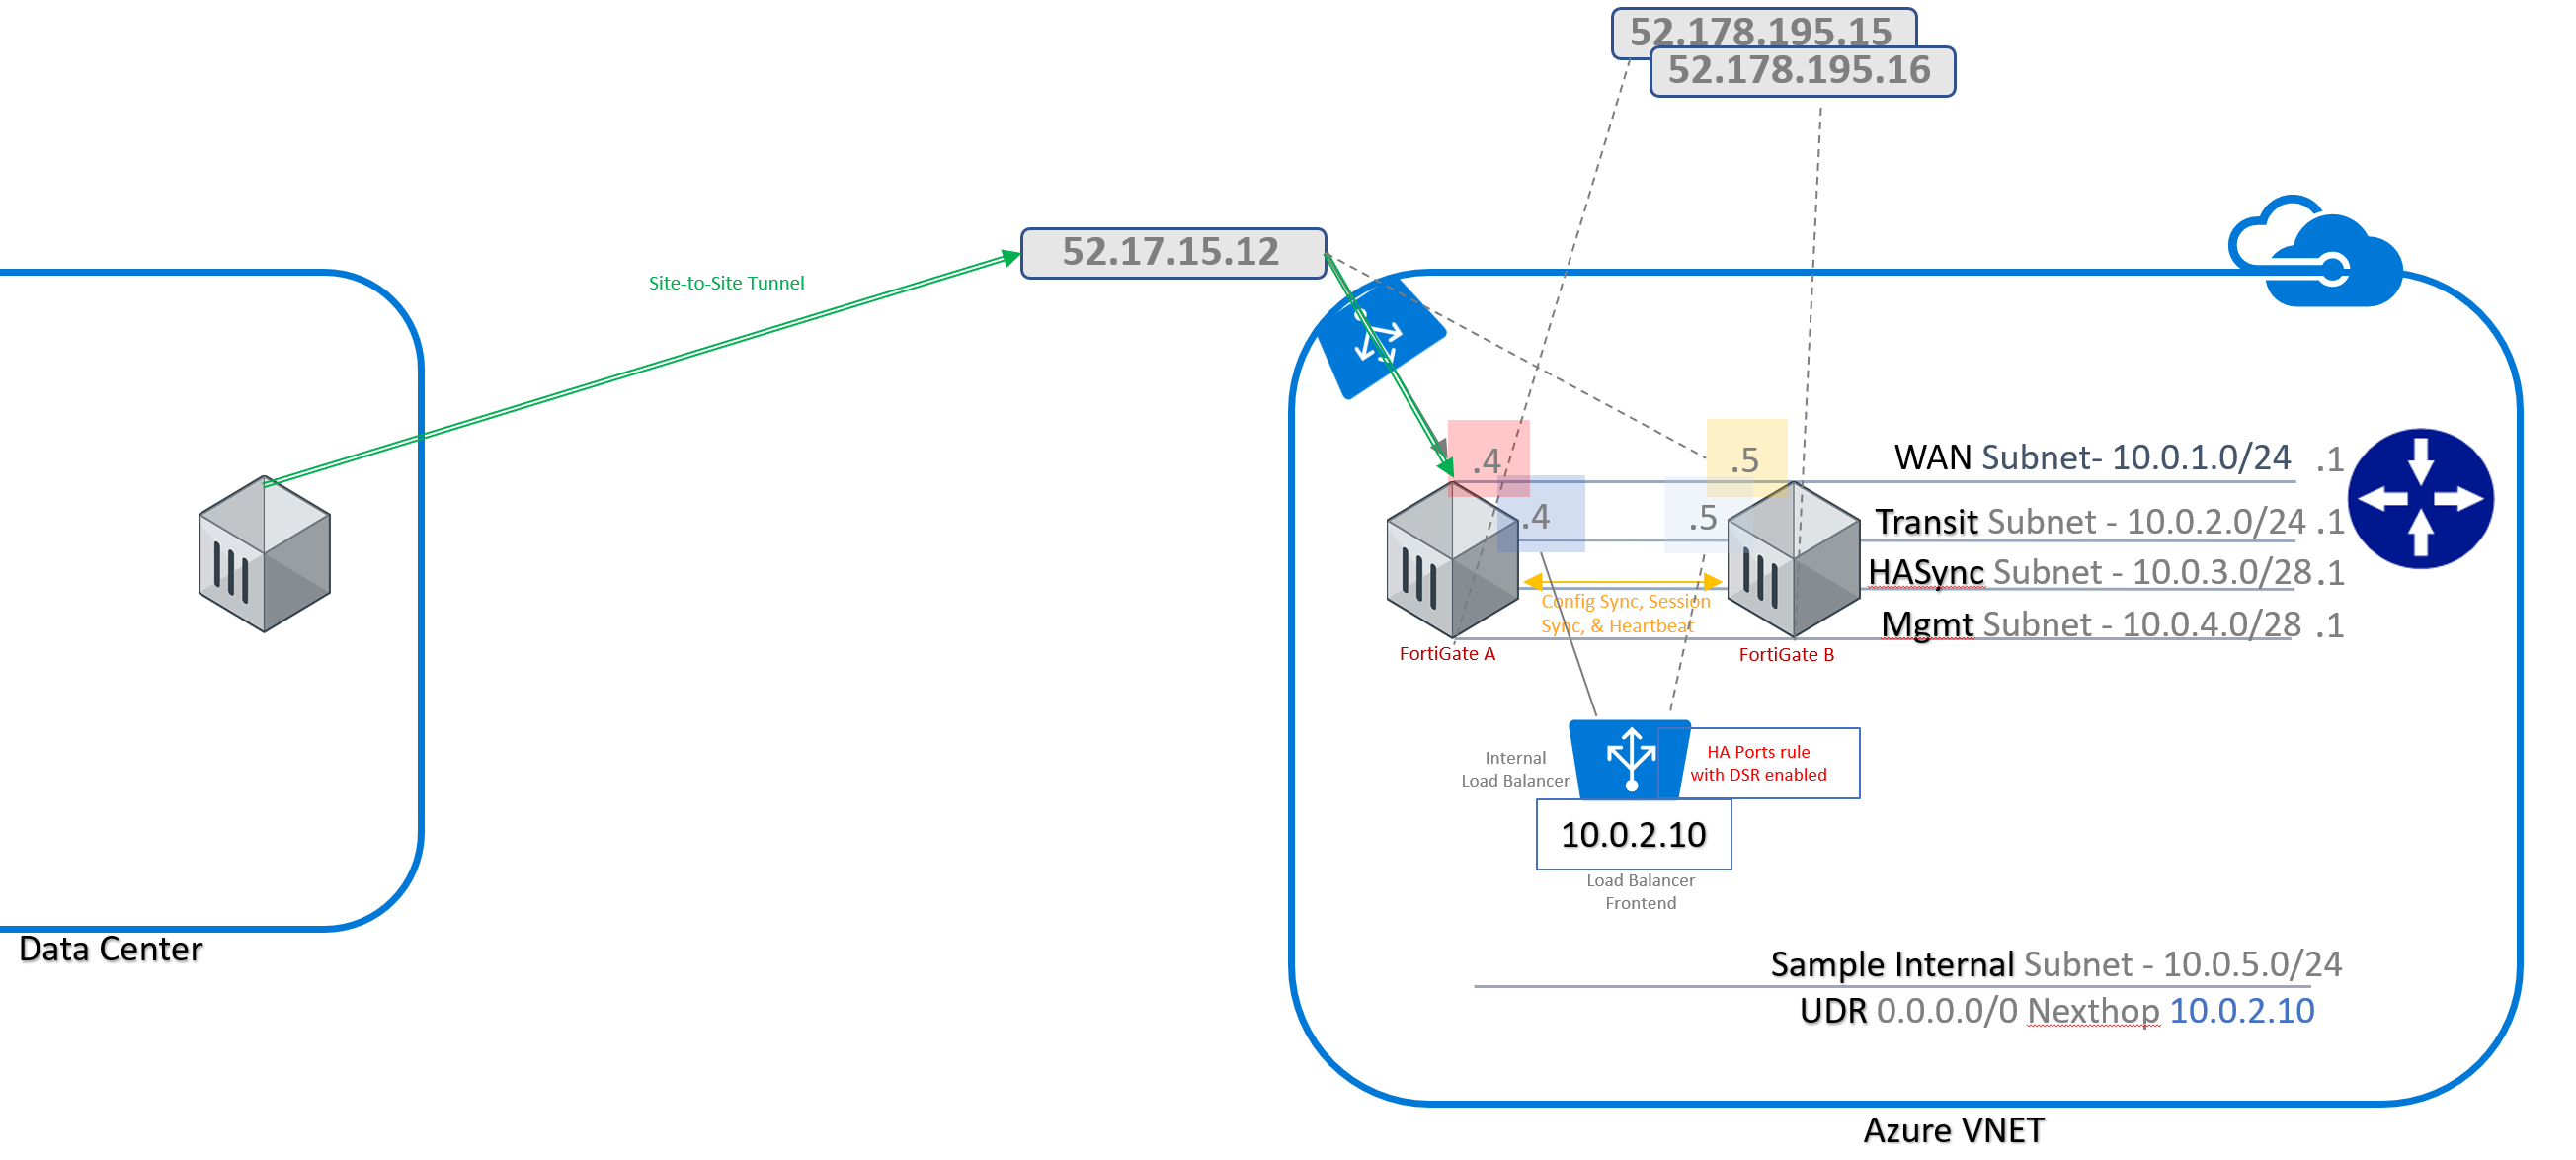 52.178.195.15
52.178.195.16
52.17.15.12
Site-to-Site Tunnel
.4
.5
WAN Subnet- 10.0.1.0/24 .1
.4
.5
Transit Subnet - 10.0.2.0/24 .1
HASync Subnet - 10.0.3.0/28 .1
Config Sync, Session
Sync, & Heartbeat
Mgmt Subnet - 10.0.4.0/28 .1
FortiGate A
FortiGate B
Internal
Load Balancer
HA Ports rule
with DSR enabled
10.0.2.10
Load Balancer
Frontend
Data Center
Sample Internal Subnet - 10.0.5.0/24
UDR 0.0.0.0/0 Nexthop 10.0.2.10
Azure VNET